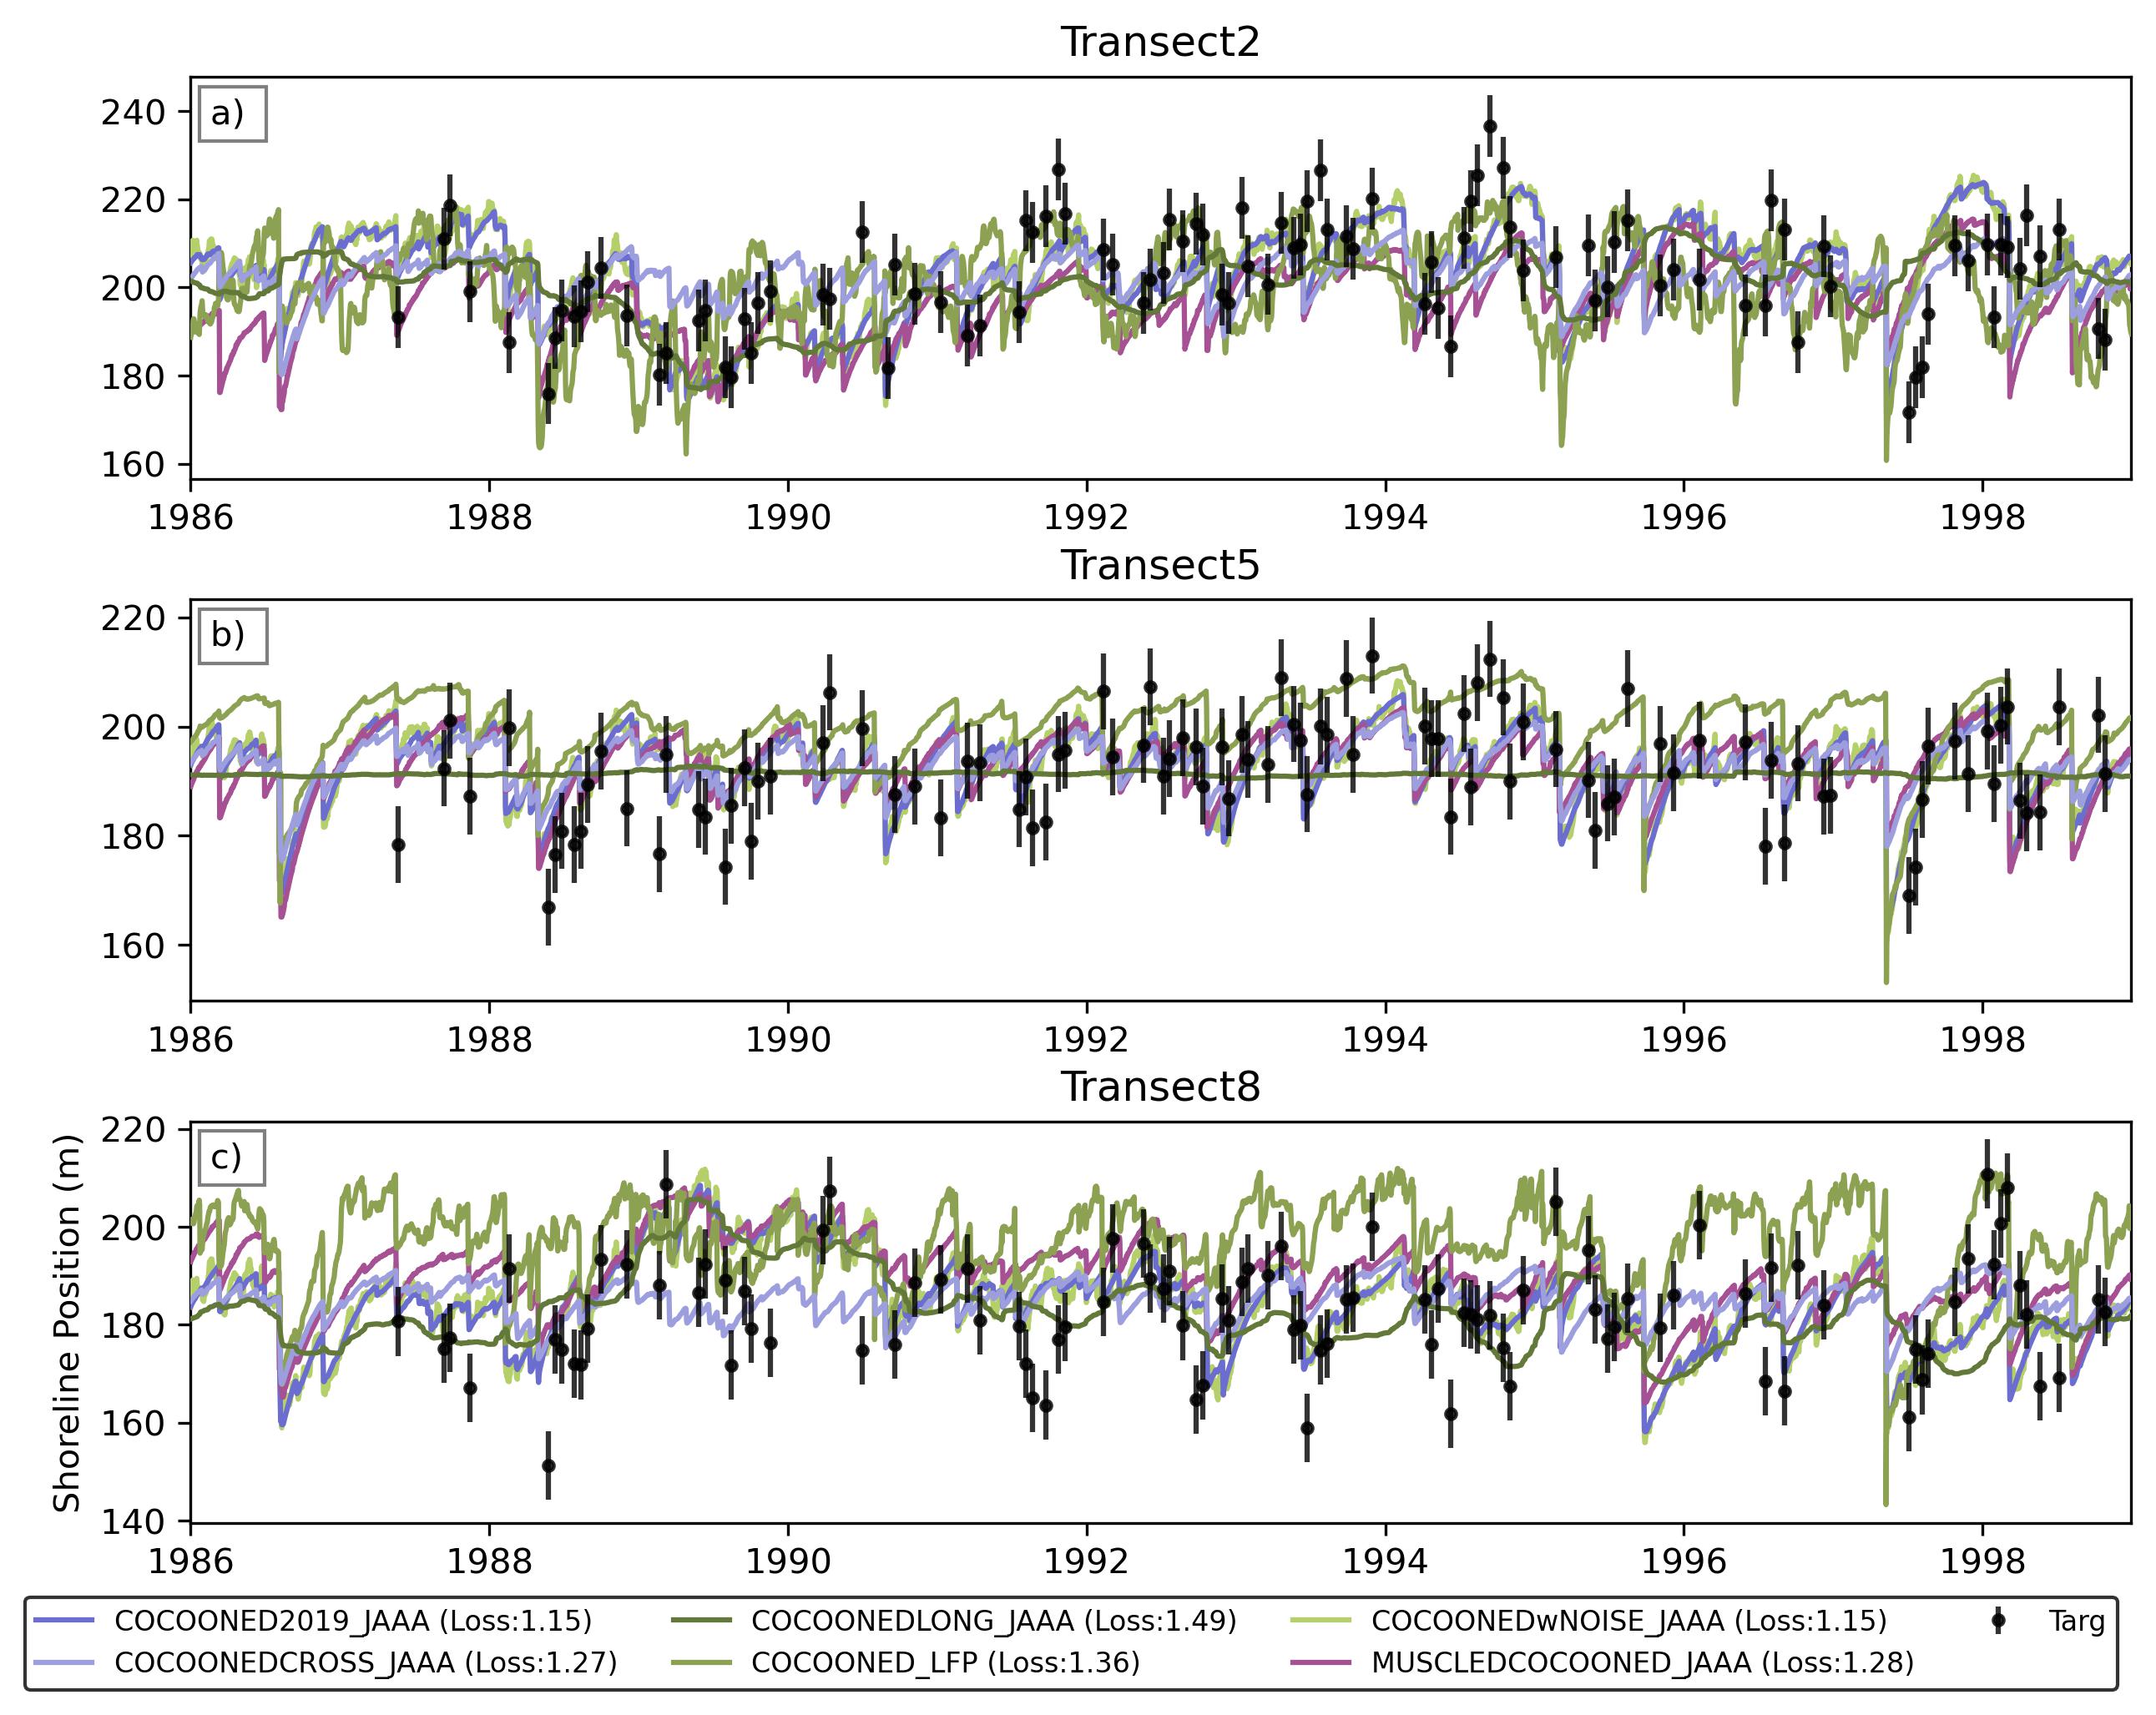 Transect2
a)
240
220
200
180
160
1986 1988 1990 1992 1994 1996 1998
Transect5
b)
220
200
180
160
1986 1988 1990 1992 1994 1996 1998
Transect8
c)
Shoreline Position (m)
220
200
180
160
140
1986 1988 1990 1992 1994 1996 1998
COCOONED2019_JAAA (Loss:1.15) COCOONEDLONG_JAAA (Loss:1.49) COCOONEDwNOISE_JAAA (Loss:1.15) Targ
COCOONEDCROSS_JAAA (Loss:1.27) COCOONED_LFP (Loss:1.36) MUSCLEDCOCOONED_JAAA (Loss:1.28)